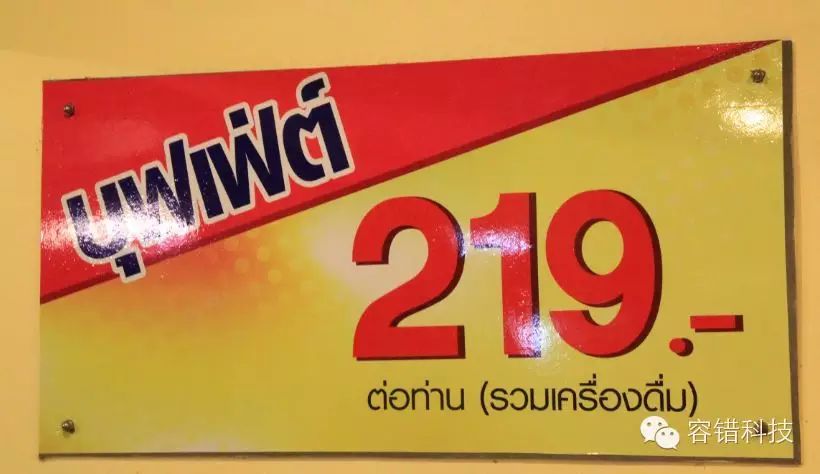 บุฟเฟ่ต์
219.-
ต่อท่าน (รวมเครื่องดื่ม)
容错科技